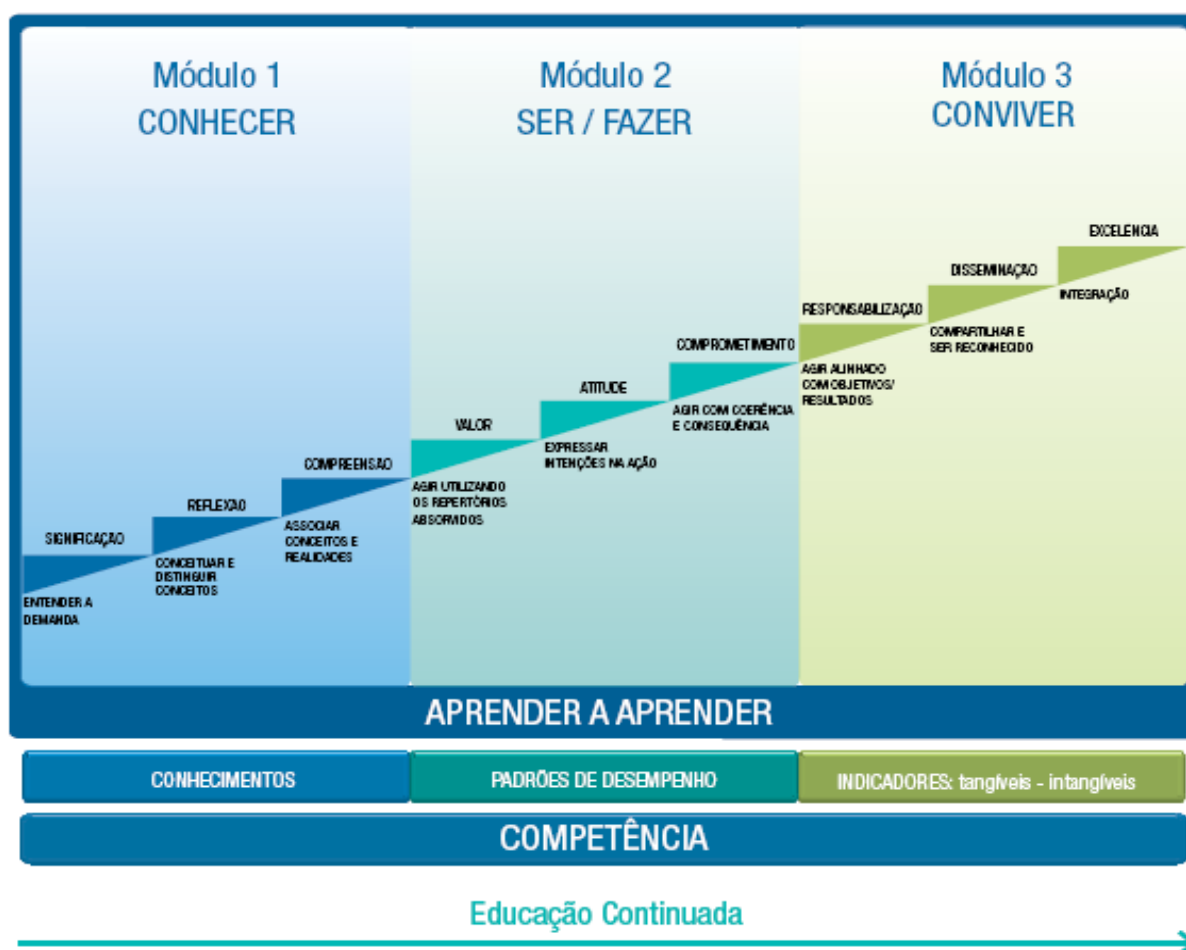 Módulo 1
CONHECER
Módulo 2
SER / FAZER
Módulo 3
CONVIVER
SIGNIFICAÇÃO
ENTENDER A
DEMANDA
REFLEXAO
CONCEITUAR E
DISTINGUIR
CONCEITOS
COMPREENSAO
ASSOCIAR
CONCEITOS E
REALIDADES
VALOR
AGIR UTILIZANDO
OS REPERTÓRIOS
ABSORVIDOS
ATITUDE
EXPRESSAR
INTENÇÕES NA AÇÃO
COMPROMETIMENTO
AGIR COM COERÊNCIA
E CONSEQUÊNCIA
RESPONSABILIZAÇÃO
AGIR ALINHADO
COM OBJETIVOS/
RESULTADOS
DISSEMINAÇÃO
COMPARTILHAR E
SER RECONHECIDO
EXCELENCIA
INTEGRAÇÃO
APRENDER A APRENDER
CONHECIMENTOS
PADRÕES DE DESEMPENHO
INDICADORES: tangíveis - intangíveis
COMPETÊNCIA
Educação Continuada